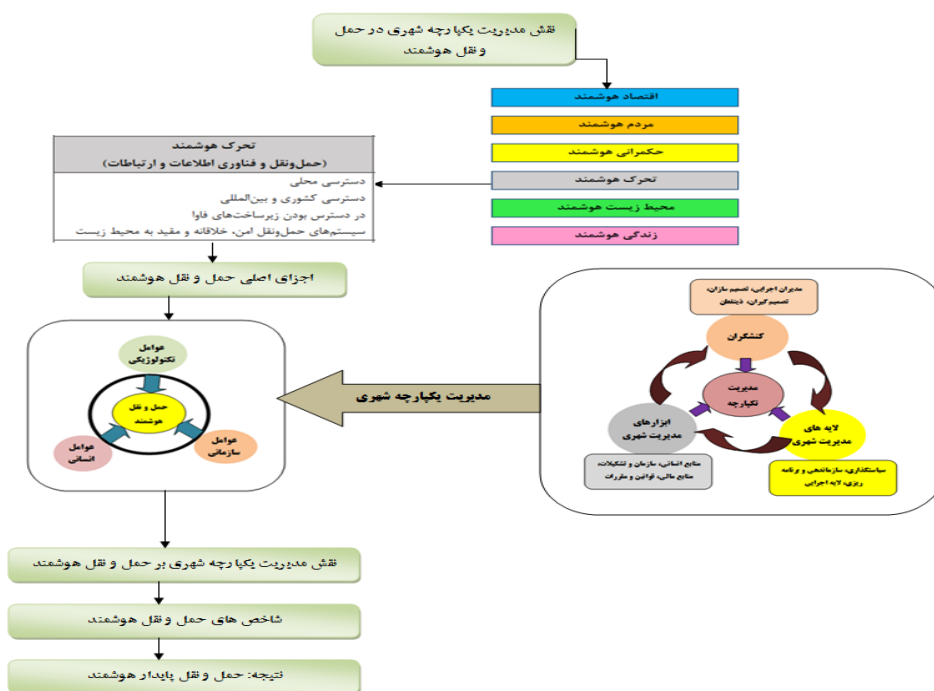 نقش مدیریت یکپارچه شهری در حمل
و نقل هوشمند
اقتصاد هوشمند
مردم هوشمند
حکمرانی هوشمند
تحرک هوشمند
محیط زیست هوشمند
زندگی هوشمند
تحرک هوشمند
(حمل‌ونقل و فناوری اطلاعات و ارتباطات)
دسترسی محلی
دسترسی کشوری و بین‌المللی
در دسترس بودن زیرساخت‌های فاوا
سیستم‌های حمل‌ونقل امن، خلاقانه و مقید به محیط زیست
اجزای اصلی حمل و نقل هوشمند
عوامل
تکنولوژیکی
حمل و نقل
هوشمند
عوامل
سازمانی
عوامل
انسانی
مدیریت یکپارچه شهری
مدیران اجرایی، تصمیم سازان،
تصمیم‌گیران، ذینفعان
کنشگران
مدیریت
یکپارچه
ابزارهای
مدیریت شهری
لایه های
مدیریت شهری
منابع انسانی، سازمان و تشکیلات،
منابع مالی، قوانین و مقررات
سیاستگذاری، سازماندهی و برنامه
ریزی، لایه اجرایی
نقش مدیریت یکپارچه شهری بر حمل و نقل هوشمند
شاخص های حمل و نقل هوشمند
نتیجه: حمل و نقل پایدار هوشمند